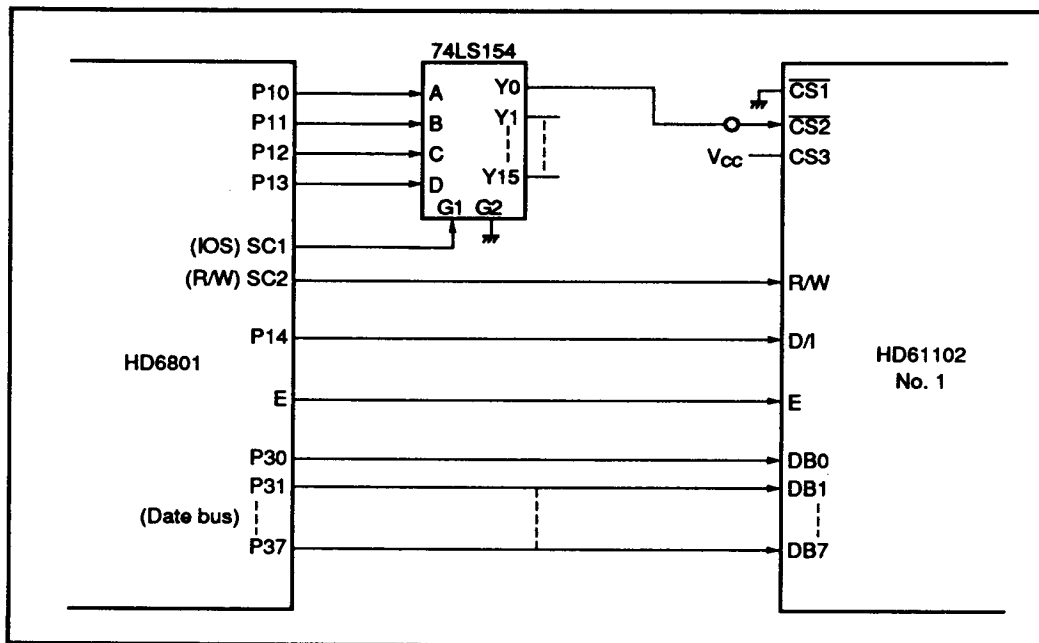 74LS154
P10
A
Y0
CS1
P11
B
Y1
CS2
P12
C
VCC
CS3
P13
D
Y15
G1
G2
(IOS) SC1
(R/W) SC2
R/W
P14
D/I
HD6801
HD61102
No. 1
E
E
P30
DB0
P31
DB1
(Date bus)
P37
DB7